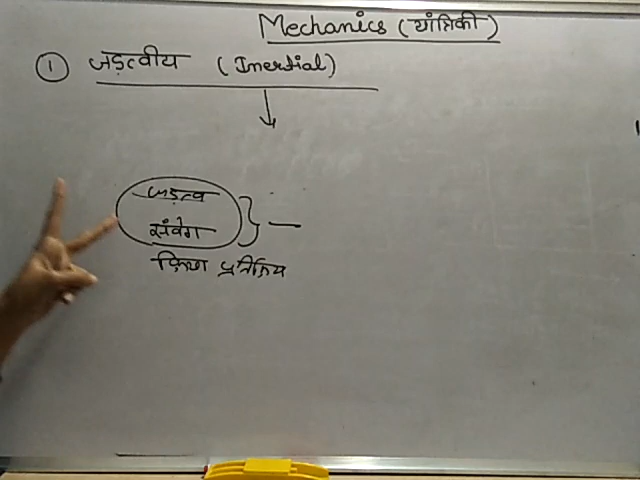 Mechanics (यांत्रिकी)
① जड़त्वीय (Inertial)
जड़त्व
संवेग
क्रिया प्रतिक्रिया